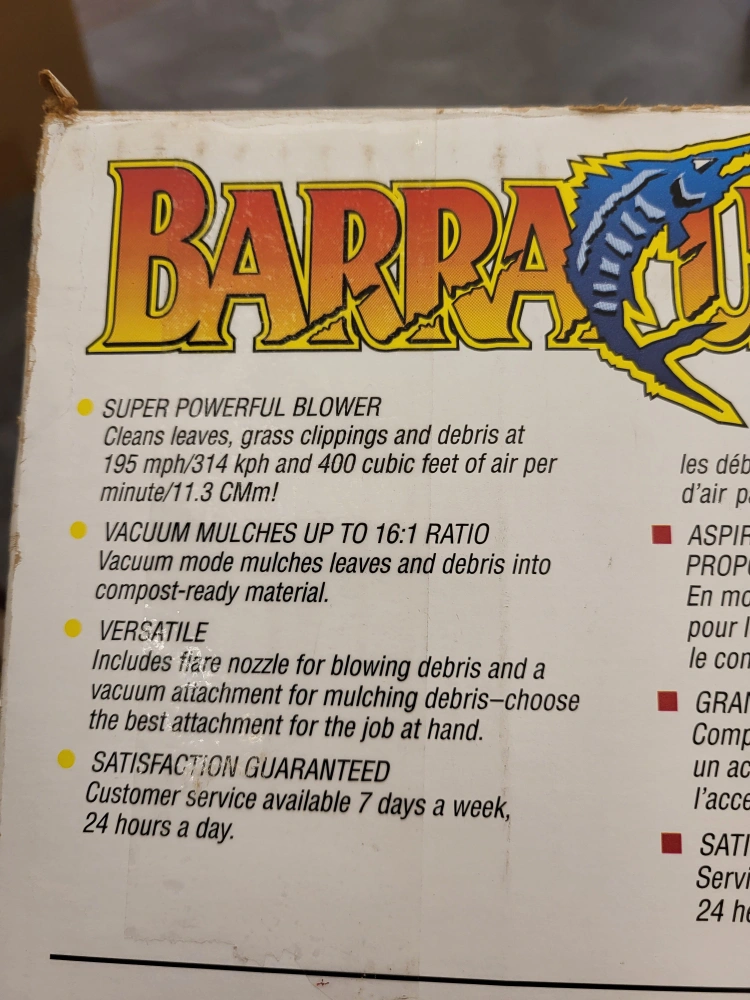 BARRACU
SUPER POWERFUL BLOWER
Cleans leaves, grass clippings and debris at
195 mph/314 kph and 400 cubic feet of air per
minute/11.3 CMm!
VACUUM MULCHES UP TO 16:1 RATIO
Vacuum mode mulches leaves and debris into
compost-ready material.
VERSATILE
Includes flare nozzle for blowing debris and a
vacuum attachment for mulching debris–choose
the best attachment for the job at hand.
SATISFACTION GUARANTEED
Customer service available 7 days a week,
24 hours a day.
les déb
d'air p
ASPIR
PROPO
En mo
pour l
le con
GRAN
Comp
un ac
l'acce
SATI
Servi
24 he